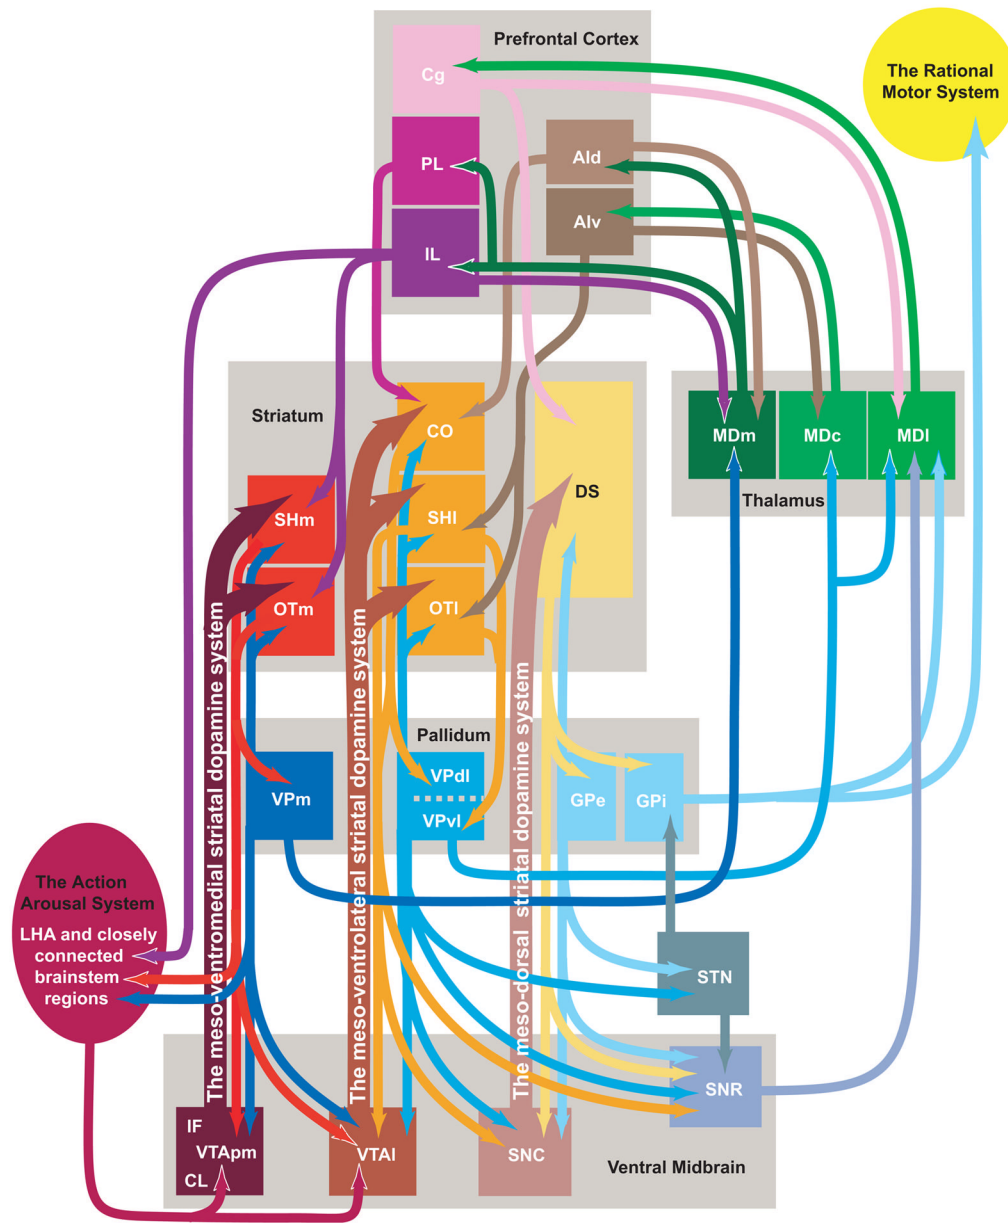 Prefrontal Cortex
Cg
PL
IL
AId
AIv
The Rational
Motor System
Striatum
CO
SHm
SHl
DS
OTm
OTl
MDm
MDc
MDl
Thalamus
Pallidum
VPm
VPdl
VPvl
GPe
GPi
The meso-ventromedial striatal dopamine system
The meso-ventrolateral striatal dopamine system
The meso-dorsal striatal dopamine system
The Action
Arousal System
LHA and closely
connected
brainstem
regions
STN
SNR
IF
VTApm
CL
VTAl
SNC
Ventral Midbrain